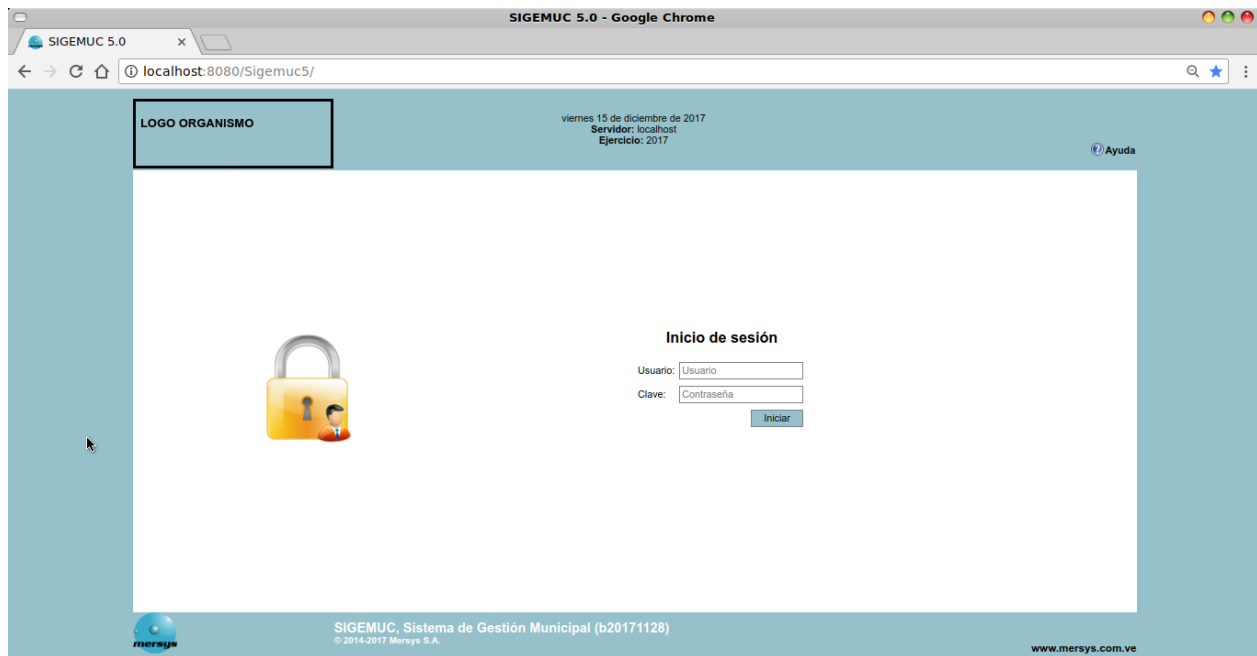 SIGEMUC 5.0 - Google Chrome
SIGEMUC 5.0
localhost:8080/Sigemuc5/
LOGO ORGANISMO
viernes 15 de diciembre de 2017
Servidor: localhost
Ejercicio: 2017
Ayuda
Inicio de sesión
Usuario: Usuario
Clave: Contraseña
Iniciar
mersys
SIGEMUC, Sistema de Gestión Municipal (b20171128)
© 2014-2017 Mersys S.A.
www.mersys.com.ve